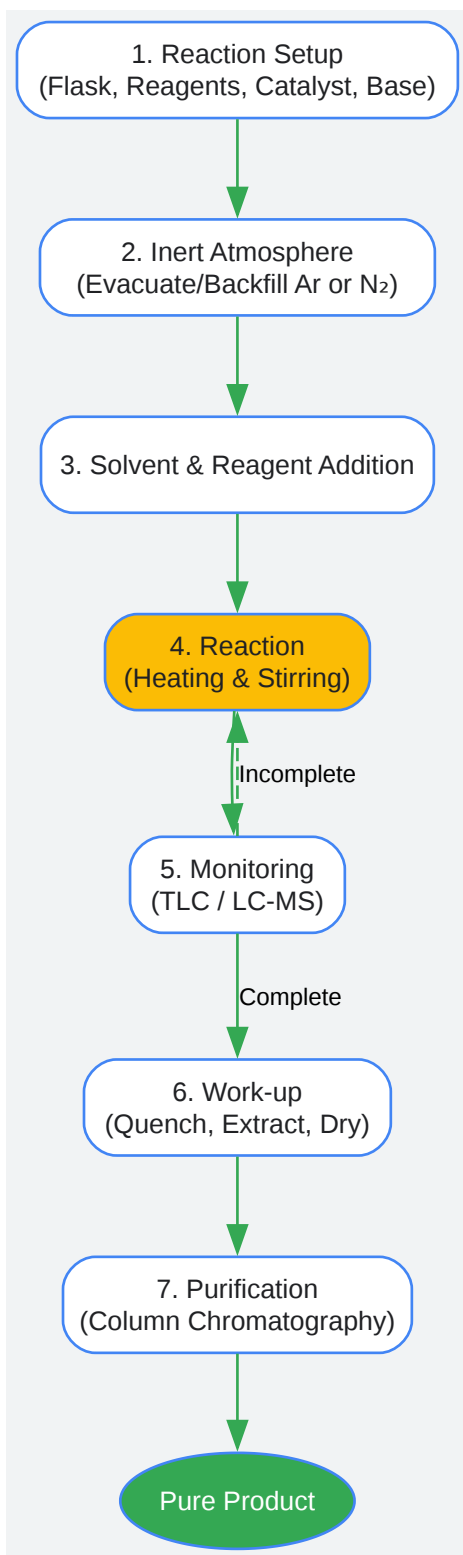 1. Reaction Setup
(Flask, Reagents, Catalyst, Base)
2. Inert Atmosphere
(Evacuate/Backfill Ar or N₂)
3. Solvent & Reagent Addition
4. Reaction
(Heating & Stirring)
Incomplete
5. Monitoring
(TLC / LC-MS)
Complete
6. Work-up
(Quench, Extract, Dry)
7. Purification
(Column Chromatography)
Pure Product